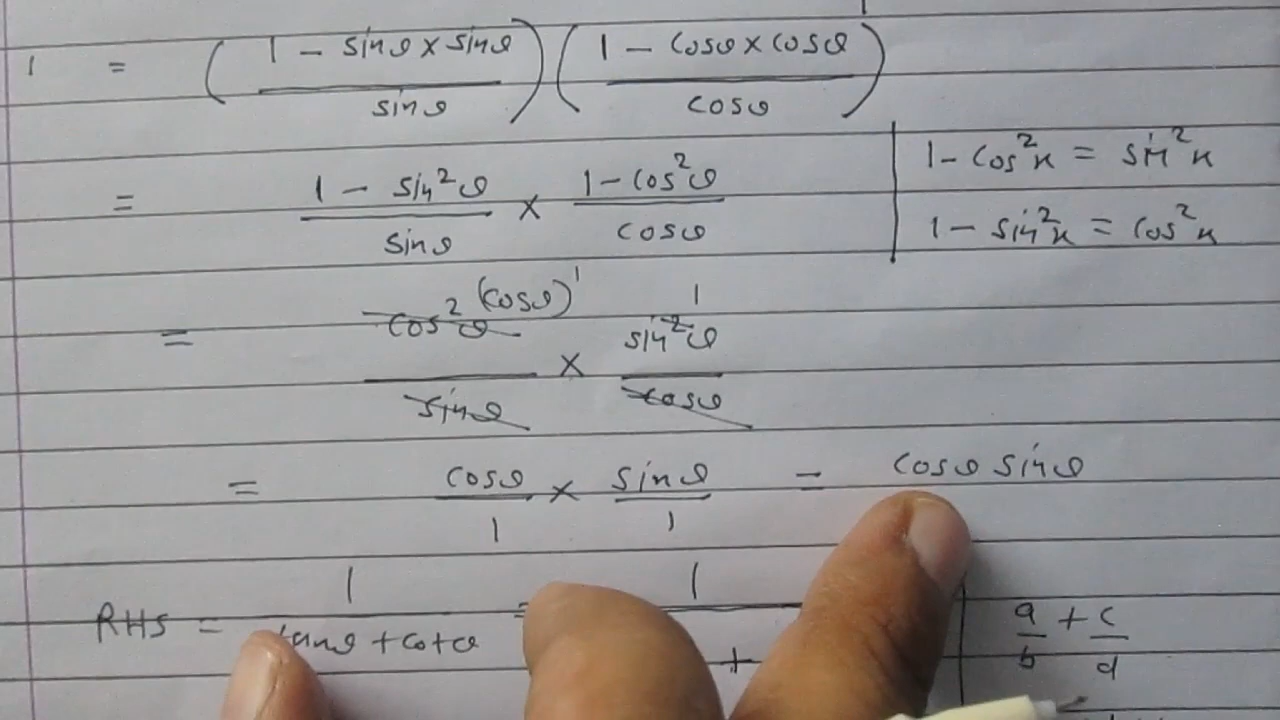 1 = ( 1 - sinθ × sinθ / sinθ ) ( 1 - cosθ × cosθ / cosθ )
= 1 - sin²θ / sinθ × 1 - cos²θ / cosθ
1 - cos²x = sin²x
1 - sin²x = cos²x
= cos²θ (cosθ)¹ / sinθ × 1 sin²θ / cosθ
= cosθ / 1 × sinθ / 1 = cosθ sinθ
RHS = 1 / tanθ + cotθ = 1 / +
a/b + c/d